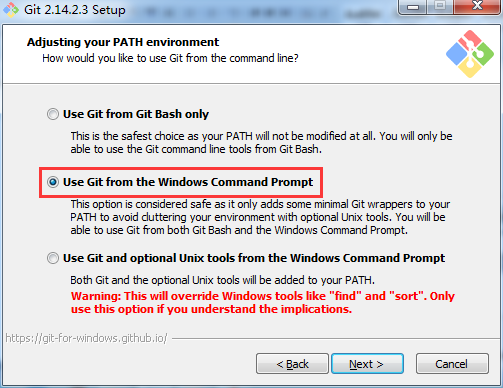 Git 2.14.2.3 Setup
Adjusting your PATH environment
How would you like to use Git from the command line?
Use Git from Git Bash only
This is the safest choice as your PATH will not be modified at all. You will only be
able to use the Git command line tools from Git Bash.
Use Git from the Windows Command Prompt
This option is considered safe as it only adds some minimal Git wrappers to your
PATH to avoid cluttering your environment with optional Unix tools. You will be
able to use Git from both Git Bash and the Windows Command Prompt.
Use Git and optional Unix tools from the Windows Command Prompt
Both Git and the optional Unix tools will be added to your PATH.
Warning: This will override Windows tools like "find" and "sort". Only
use this option if you understand the implications.
https://git-for-windows.github.io/
< Back Next > Cancel